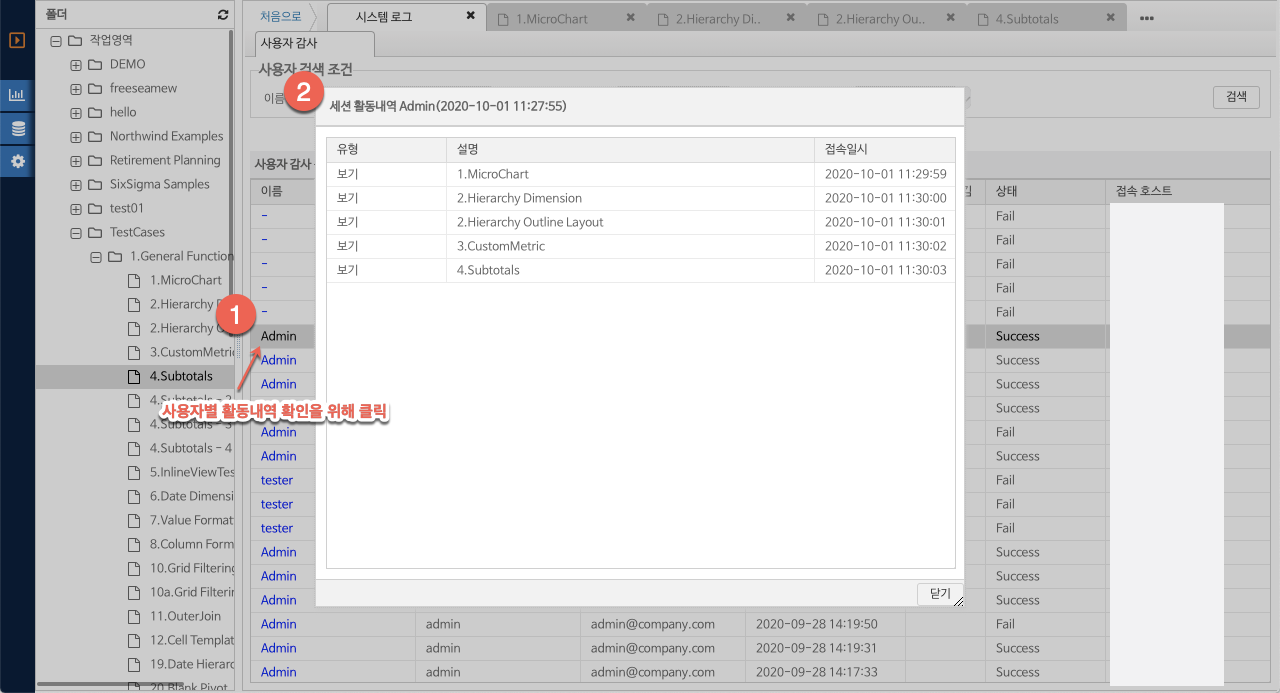 폴더
작업영역
DEMO
freeseamew
hello
Northwind Examples
Retirement Planning
SixSigma Samples
test01
TestCases
1.General Function
1.MicroChart
2.Hierarchy
2.Hierarchy
3.CustomMetric
4.Subtotals
4.Subtotals - 2
4.Subtotals - 3
4.Subtotals - 4
5.InlineViewTes
6.Date Dimensi
7.Value Format
8.Column Form
10.Grid Filtering
10a.Grid Filterin
11.OuterJoin
12.Cell Templat
19.Date Hierarc
20.Blank Pivot
처음으로 시스템 로그 1.MicroChart 2.Hierarchy Di.. 2.Hierarchy Ou.. 4.Subtotals •••
사용자 감사
사용자 검색 조건
이름 검색
사용자 감사
이름 상태 접속 호스트
- Fail
- Fail
- Fail
- Fail
- Fail
Admin Success
Admin Success
Admin Success
Success
Admin Fail
Admin Success
tester Fail
tester Fail
tester Fail
Admin Success
Admin Success
Admin Success
Admin admin admin@company.com 2020-09-28 14:19:50 Fail
Admin admin admin@company.com 2020-09-28 14:19:31 Success
Admin admin admin@company.com 2020-09-28 14:17:33 Success
1
사용자별 활동내역 확인을 위해 클릭
2
세션 활동내역 Admin(2020-10-01 11:27:55)
유형 설명 접속일시
보기 1.MicroChart 2020-10-01 11:29:59
보기 2.Hierarchy Dimension 2020-10-01 11:30:00
보기 2.Hierarchy Outline Layout 2020-10-01 11:30:01
보기 3.CustomMetric 2020-10-01 11:30:02
보기 4.Subtotals 2020-10-01 11:30:03
닫기